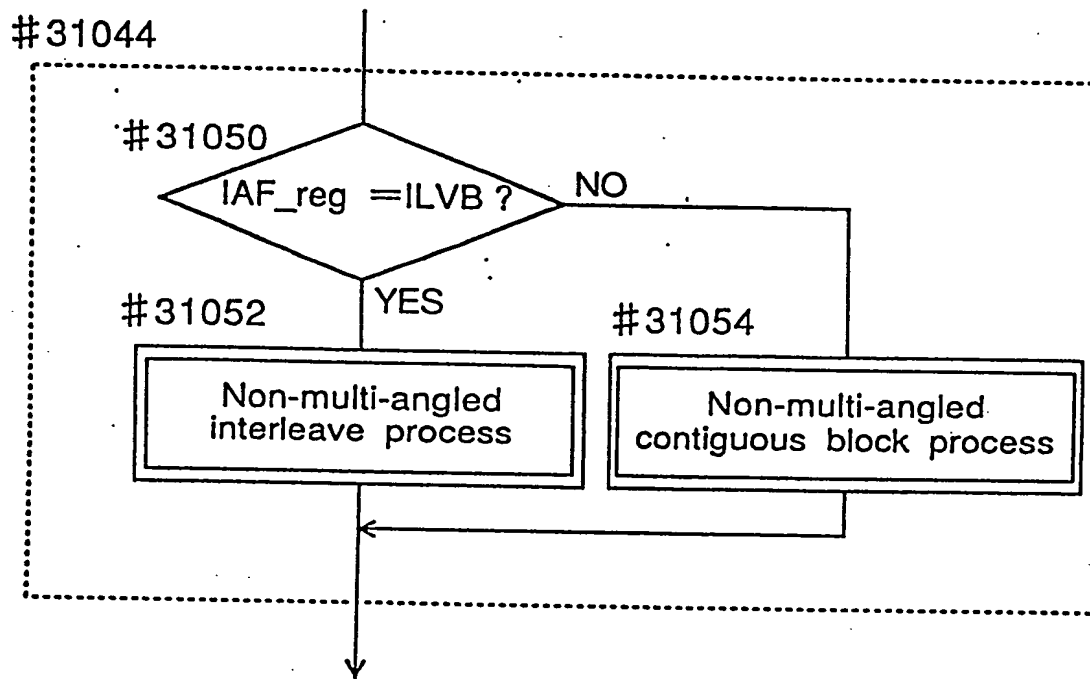 #31044
#31050
IAF_reg =ILVB ?
NO
YES
#31052
#31054
Non-multi-angled
interleave process
Non-multi-angled
contiguous block process